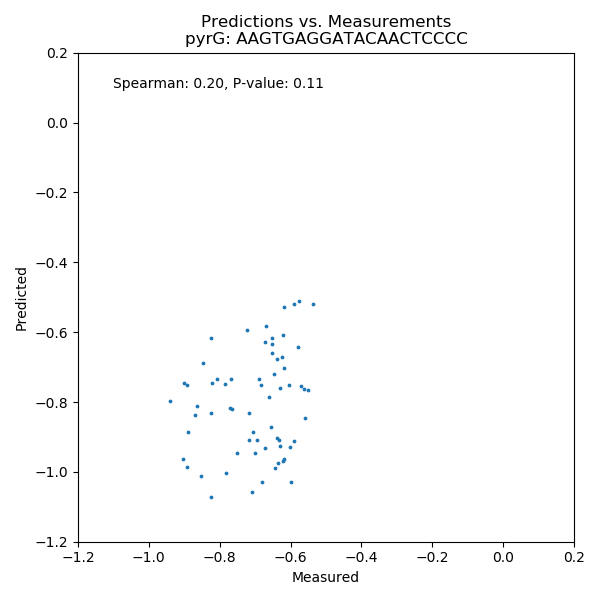 Predictions vs. Measurements
pyrG: AAGTGAGGATACAACTCCCC
Spearman: 0.20, P-value: 0.11
0.2
0.0
−0.2
−0.4
−0.6
−0.8
−1.0
−1.2
Predicted
−1.2 −1.0 −0.8 −0.6 −0.4 −0.2 0.0 0.2
Measured